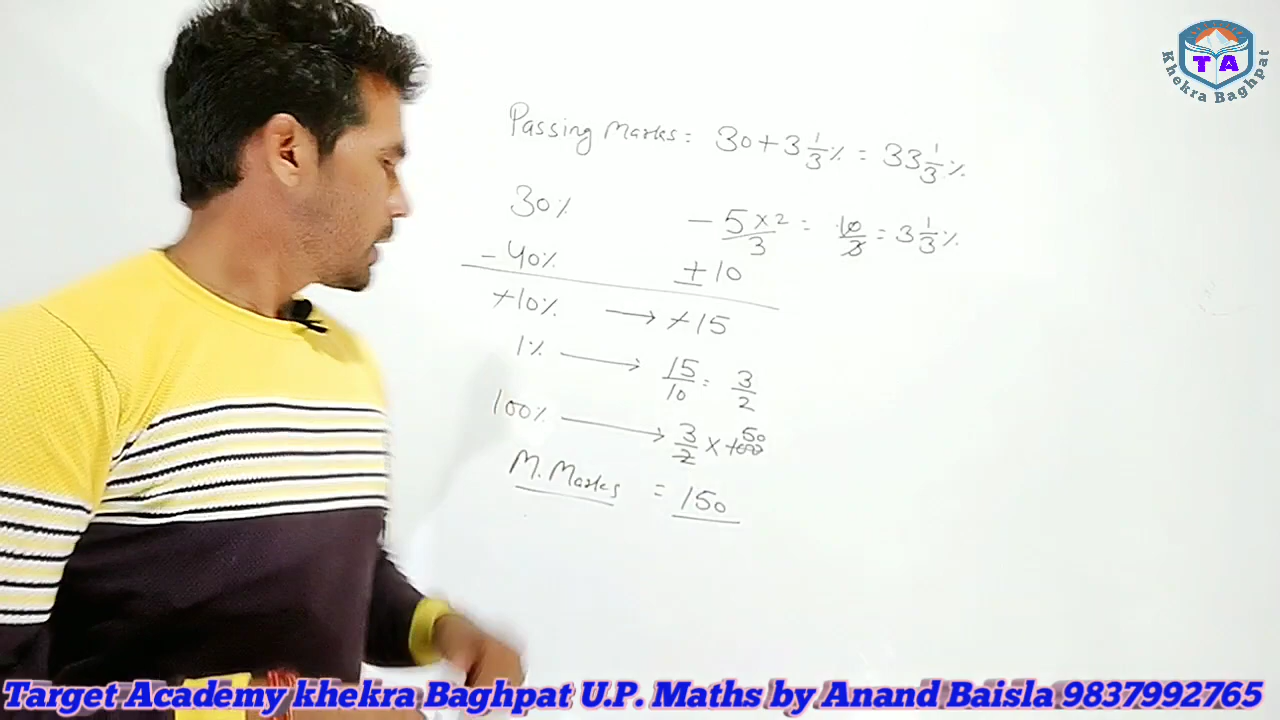 T A
Khekra Baghpat
Passing Marks = 30 + 3 1/3 % = 33 1/3 %
30% - 5 × 2 / 3 = 10/3 = 3 1/3 %
- 40% ± 10
+10% → +15
1% → 15/10 = 3/2
100% → 3/2 × 100 50
M. Marks = 150
Target Academy khekra Baghpat U.P. Maths by Anand Baisla 9837992765